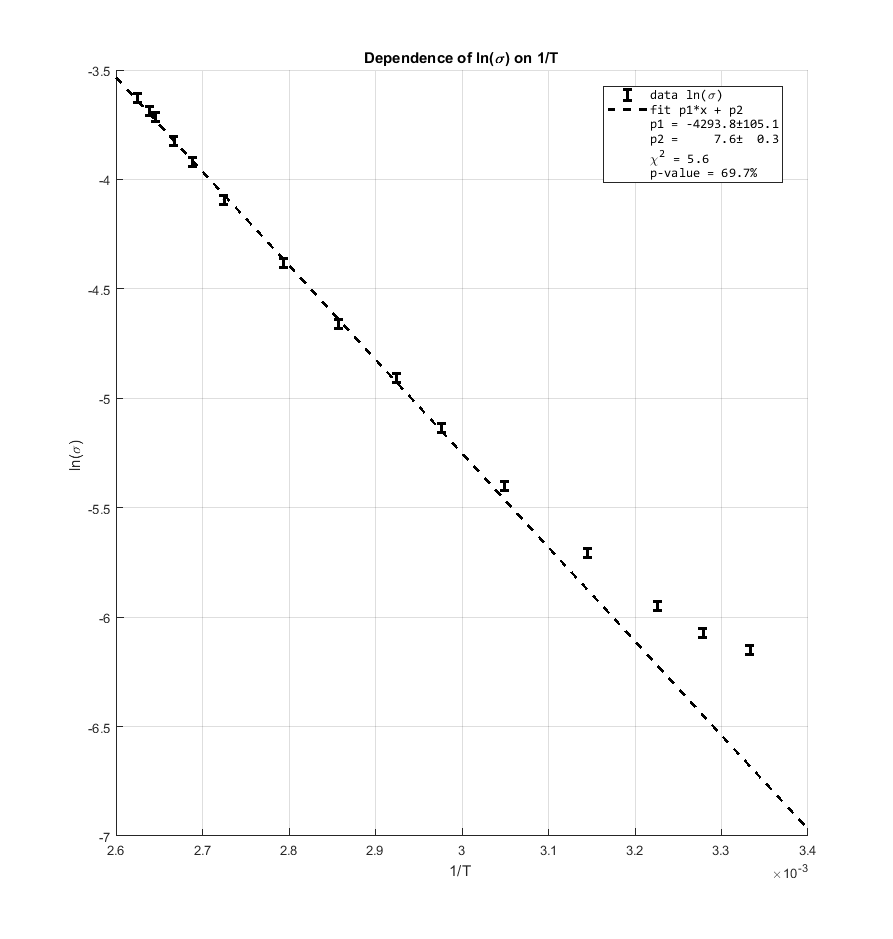 Dependence of ln(σ) on 1/T
data ln(σ)
fit p1*x + p2
p1 = -4293.8±105.1
p2 =     7.6±  0.3
χ² = 5.6
p-value = 69.7%
-3.5
-4
-4.5
-5
-5.5
-6
-6.5
-7
ln(σ)
2.6 2.7 2.8 2.9 3 3.1 3.2 3.3 3.4
1/T
×10⁻³